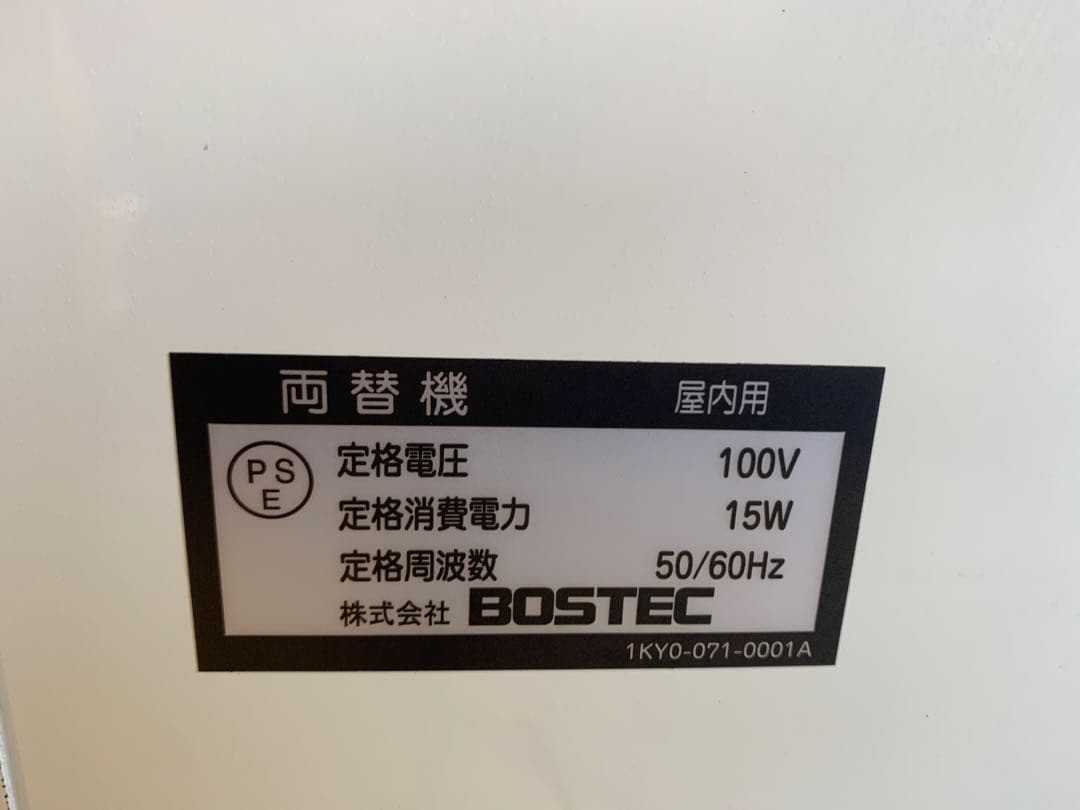 両替機 屋内用
PS
E
定格電圧 100V
定格消費電力 15W
定格周波数 50/60Hz
株式会社 BOSTEC
1KY0-071-0001A